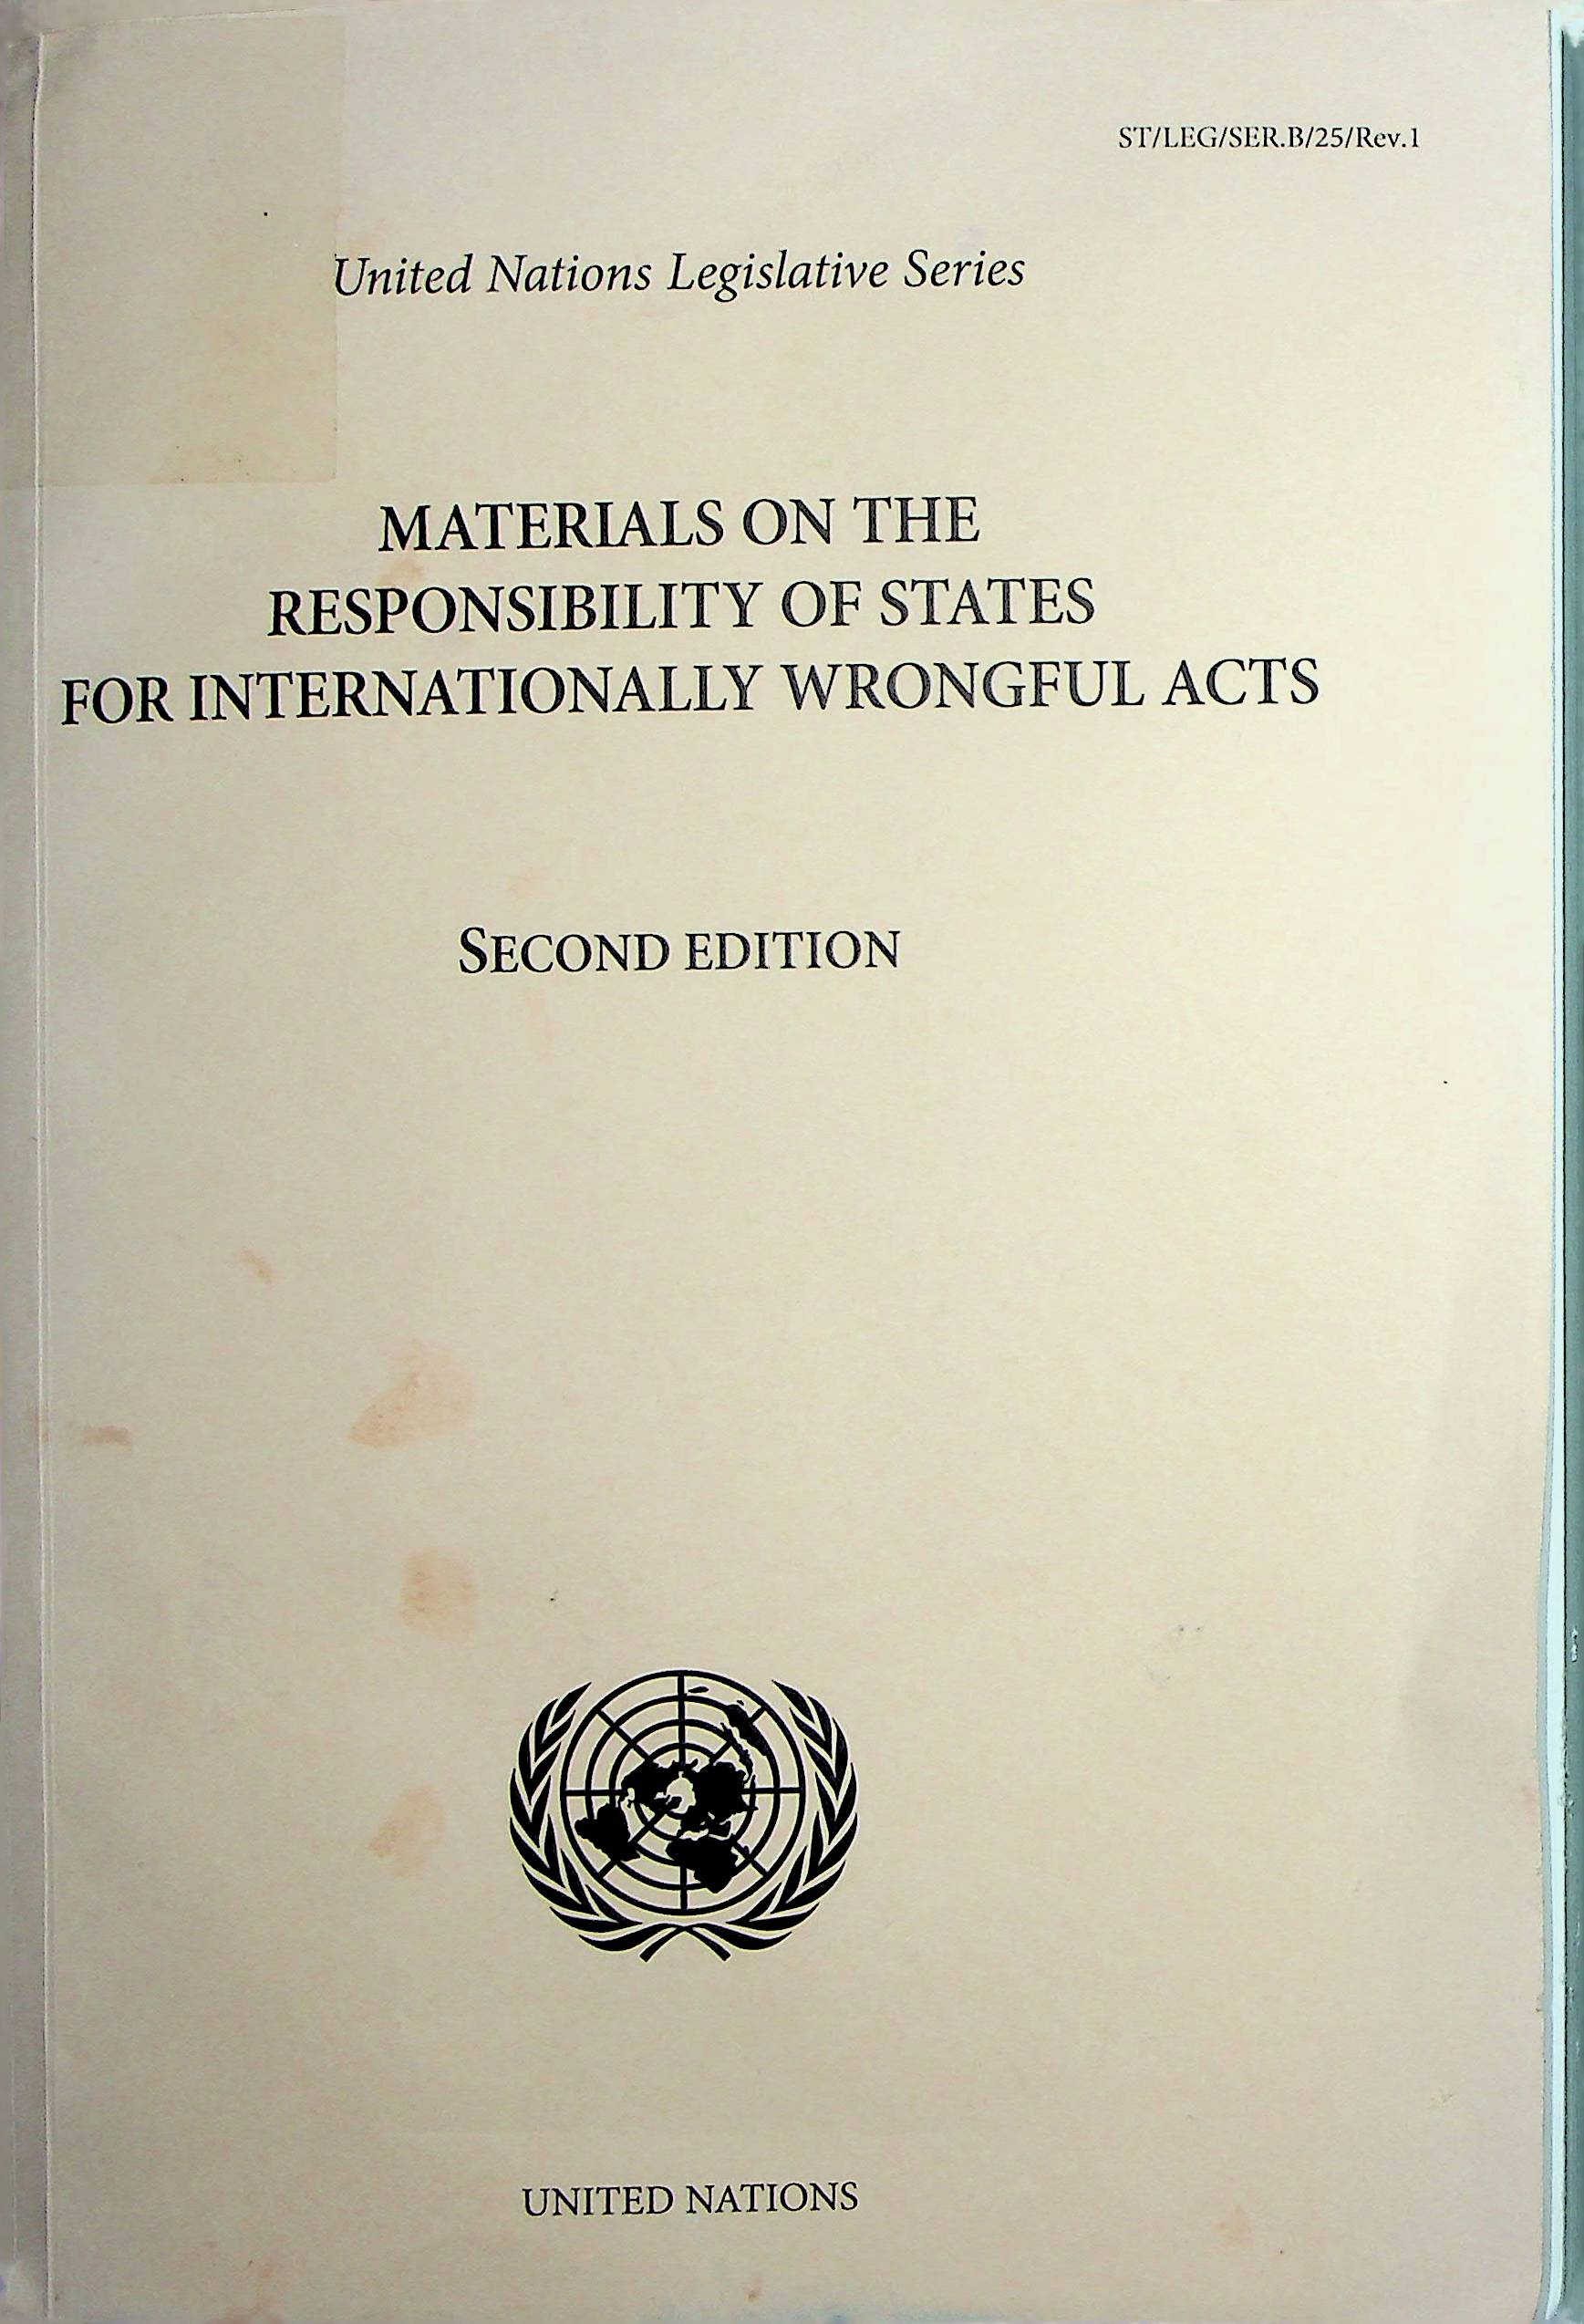 ST/LEG/SER.B/25/Rev.1
United Nations Legislative Series
MATERIALS ON THE
RESPONSIBILITY OF STATES
FOR INTERNATIONALLY WRONGFUL ACTS
SECOND EDITION
UNITED NATIONS